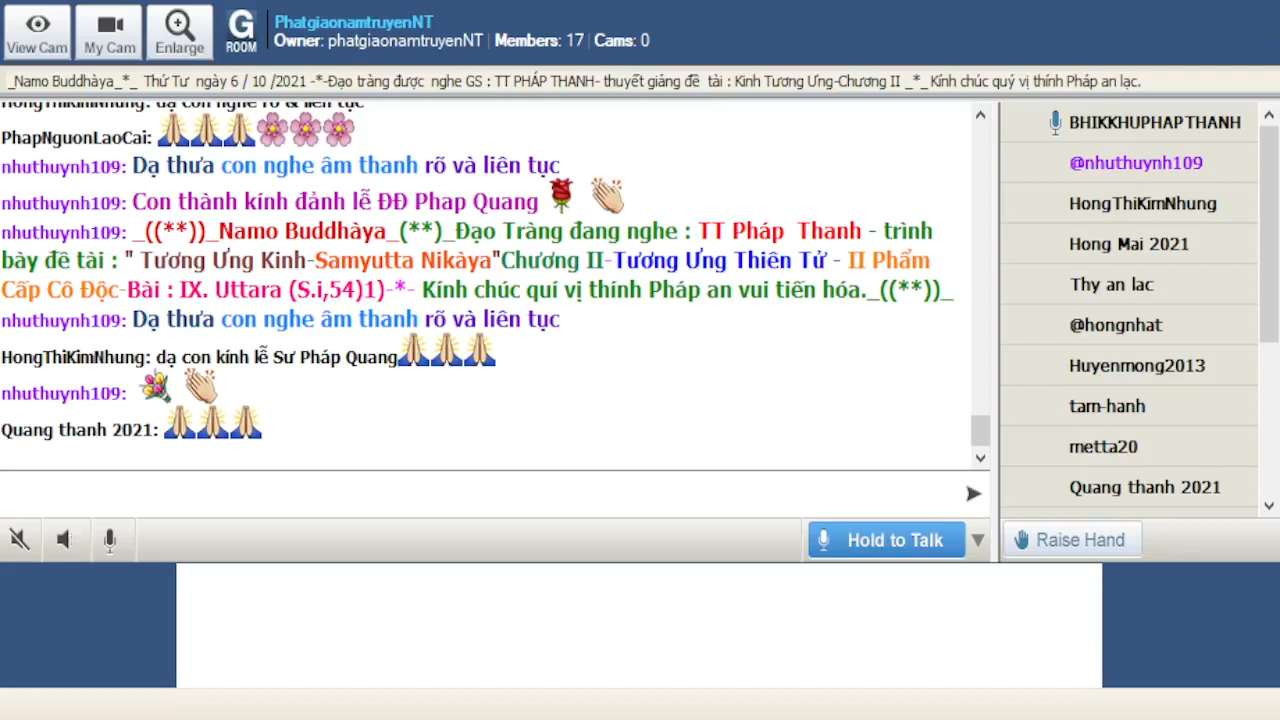 PhatgiaonamtruyenNT
Owner: phatgiaonamtruyenNT | Members: 17 | Cams: 0
View Cam
My Cam
Enlarge
G
ROOM
_Namo Buddhàya_*_ Thứ Tư ngày 6 / 10 /2021 -*-Đạo tràng được nghe GS : TT PHÁP THANH- thuyết giảng đề tài : Kinh Tương Ưng-Chương II _*_Kính chúc quý vị thính Pháp an lạc.
HongThiKimNhung: dạ con nghe rõ & liên tục
PhapNguonLaoCai:
nhuthuynh109: Dạ thưa con nghe âm thanh rõ và liên tục
nhuthuynh109: Con thành kính đảnh lễ ĐĐ Phap Quang
nhuthuynh109: _((**))_Namo Buddhàya_(**)_Đạo Tràng đang nghe : TT Pháp Thanh - trình
bày đề tài : " Tương Ưng Kinh-Samyutta Nikàya"Chương II-Tương Ưng Thiên Tử - II Phẩm
Cấp Cô Độc-Bài : IX. Uttara (S.i,54)1)-*- Kính chúc quí vị thính Pháp an vui tiến hóa._((**))_
nhuthuynh109: Dạ thưa con nghe âm thanh rõ và liên tục
HongThiKimNhung: dạ con kính lễ Sư Pháp Quang
nhuthuynh109:
Quang thanh 2021:
BHIKKHUPHAPTHANH
@nhuthuynh109
HongThiKimNhung
Hong Mai 2021
Thy an lac
@hongnhat
Huyenmong2013
tam-hanh
metta20
Quang thanh 2021
Hold to Talk
Raise Hand